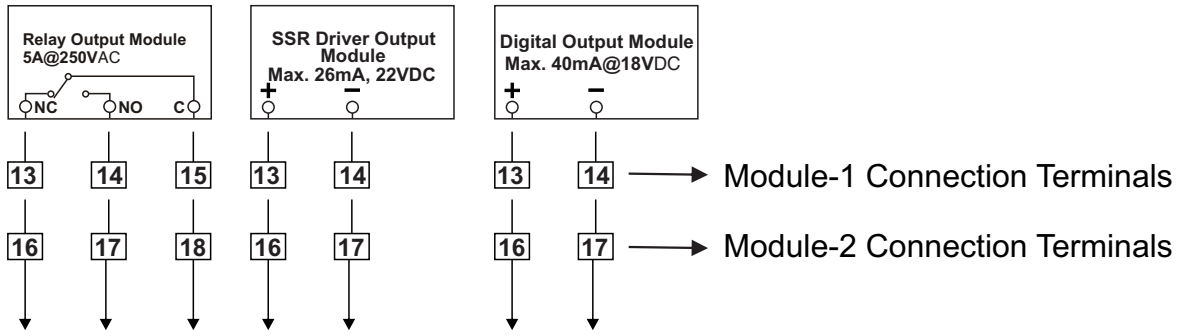 Relay Output Module
5A@250VAC
NC
NO
C
SSR Driver Output
Module
Max. 26mA, 22VDC
+ −
Digital Output Module
Max. 40mA@18VDC
+ −
13 14 15 13 14 13 14 Module-1 Connection Terminals
16 17 18 16 17 16 17 Module-2 Connection Terminals